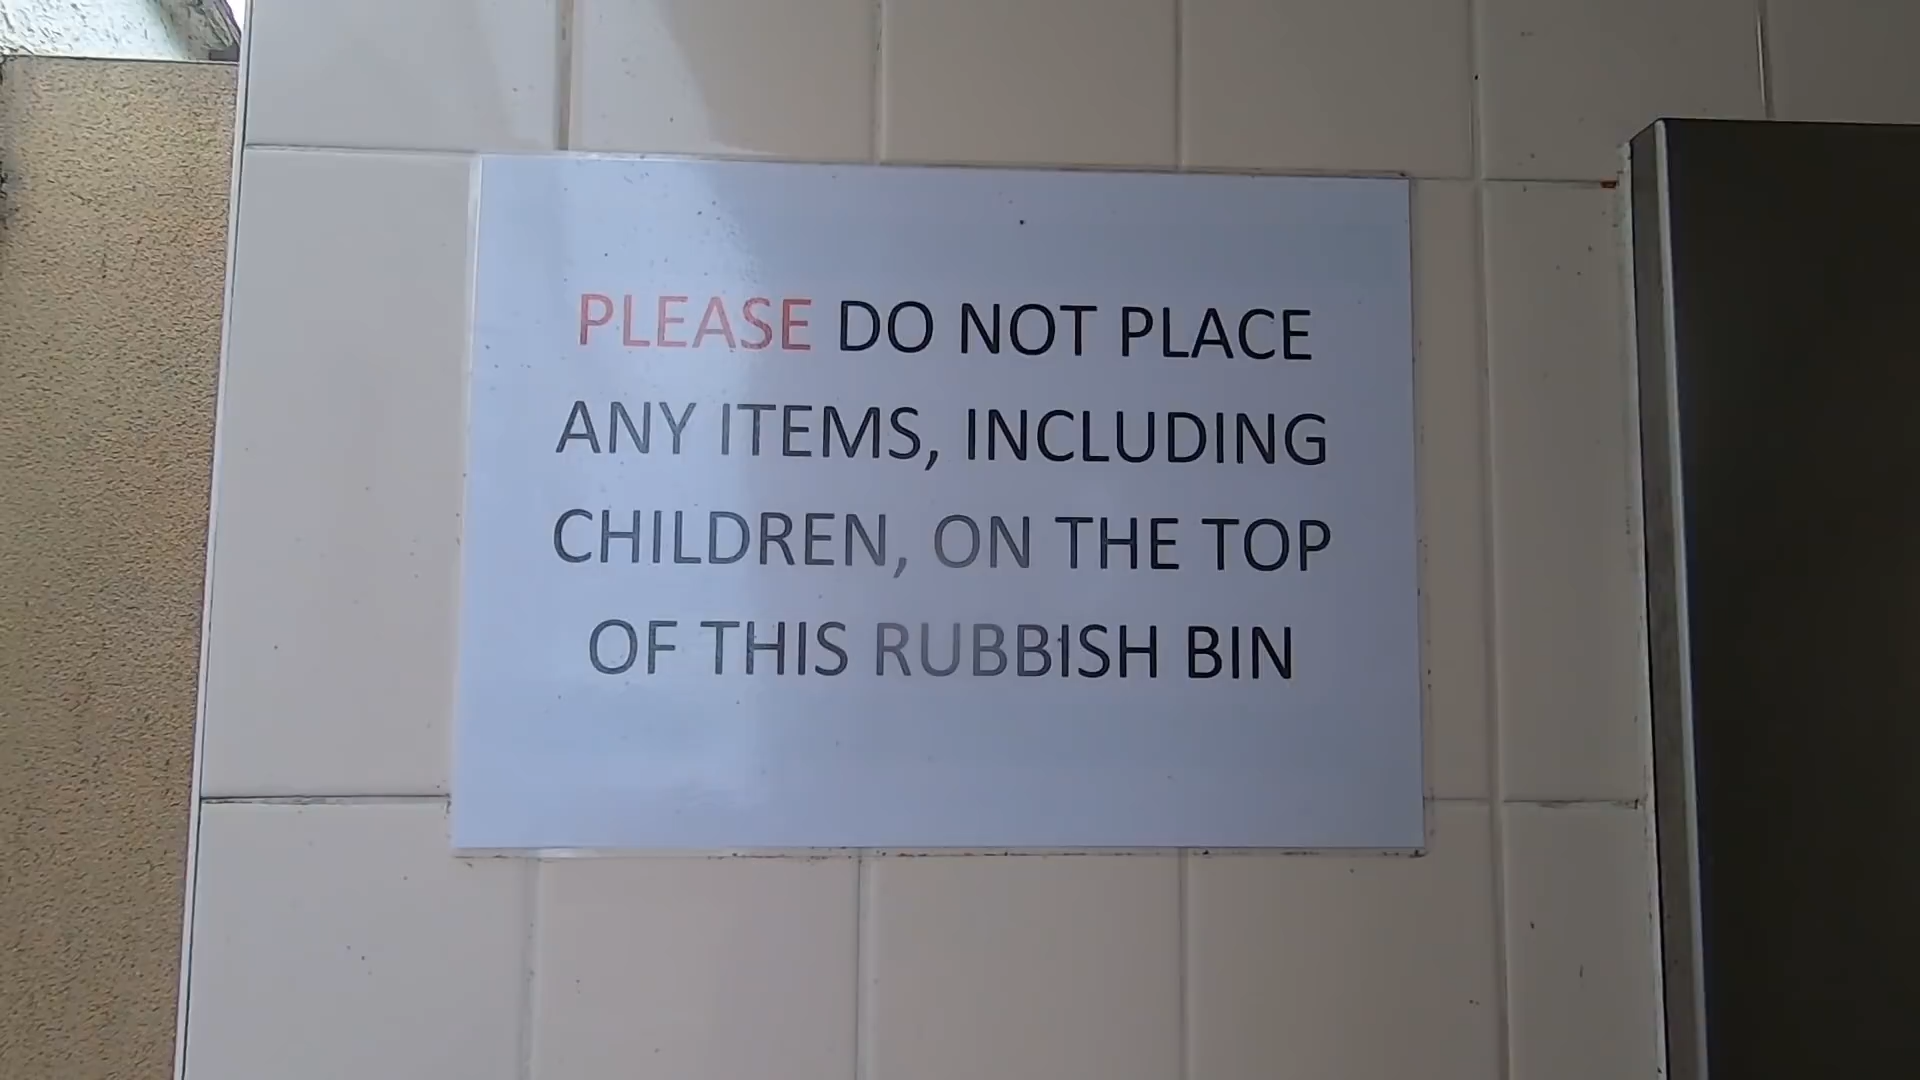 PLEASE DO NOT PLACE
ANY ITEMS, INCLUDING
CHILDREN, ON THE TOP
OF THIS RUBBISH BIN